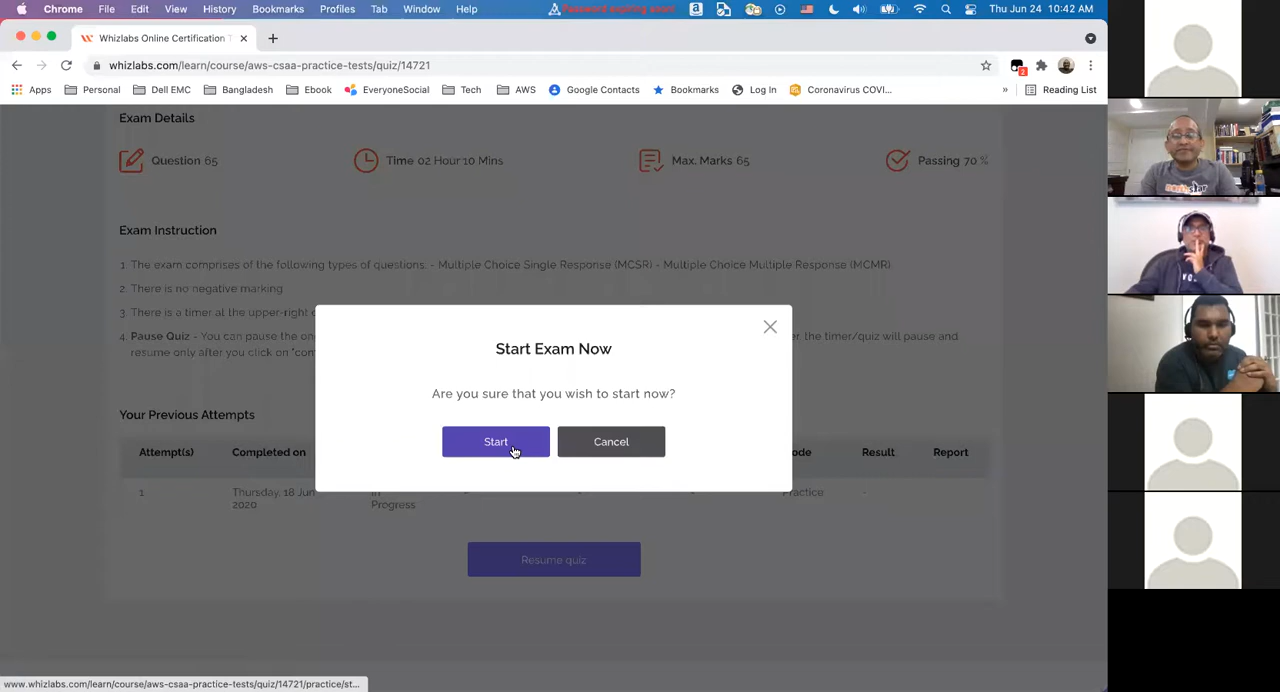 Chrome File Edit View History Bookmarks Profiles Tab Window Help Password expiring soon Thu Jun 24 10:42 AM
Whizlabs Online Certification T
whizlabs.com/learn/course/aws-csaa-practice-tests/quiz/14721
2
Apps Personal Dell EMC Bangladesh Ebook EveryoneSocial Tech AWS Google Contacts Bookmarks Log In Coronavirus COVI... » Reading List
Exam Details
Question 65 Time 02 Hour 10 Mins Max. Marks 65 Passing 70 %
Exam Instruction
1. The exam comprises of the following types of questions. - Multiple Choice Single Response (MCSR) - Multiple Choice Multiple Response (MCMR)
2. There is no negative marking
3. There is a timer at the upper-right
4. Pause Quiz - You can pause the on the timer/quiz will pause and
resume only after you click on "con
Start Exam Now
Are you sure that you wish to start now?
Start Cancel
Your Previous Attempts
Attempt(s) Completed on ode Result Report
1 Thursday, 18 Jun 2020 In Progress - - - Practice -
Resume quiz
www.whizlabs.com/learn/course/aws-csaa-practice-tests/quiz/14721/practice/st...